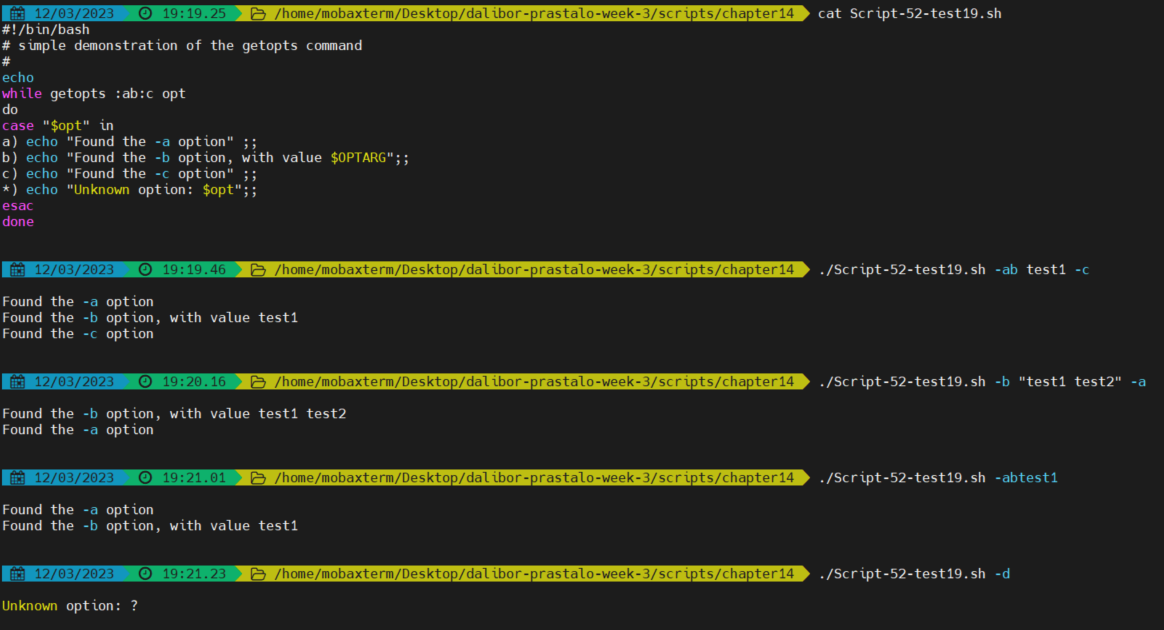 12/03/2023 19:19.25 /home/mobaxterm/Desktop/dalibor-prastalo-week-3/scripts/chapter14 cat Script-52-test19.sh
#!/bin/bash
# simple demonstration of the getopts command
#
echo
while getopts :ab:c opt
do
case "$opt" in
a) echo "Found the -a option" ;;
b) echo "Found the -b option, with value $OPTARG";;
c) echo "Found the -c option" ;;
*) echo "Unknown option: $opt";;
esac
done
12/03/2023 19:19.46 /home/mobaxterm/Desktop/dalibor-prastalo-week-3/scripts/chapter14 ./Script-52-test19.sh -ab test1 -c
Found the -a option
Found the -b option, with value test1
Found the -c option
12/03/2023 19:20.16 /home/mobaxterm/Desktop/dalibor-prastalo-week-3/scripts/chapter14 ./Script-52-test19.sh -b "test1 test2" -a
Found the -b option, with value test1 test2
Found the -a option
12/03/2023 19:21.01 /home/mobaxterm/Desktop/dalibor-prastalo-week-3/scripts/chapter14 ./Script-52-test19.sh -abtest1
Found the -a option
Found the -b option, with value test1
12/03/2023 19:21.23 /home/mobaxterm/Desktop/dalibor-prastalo-week-3/scripts/chapter14 ./Script-52-test19.sh -d
Unknown option: ?